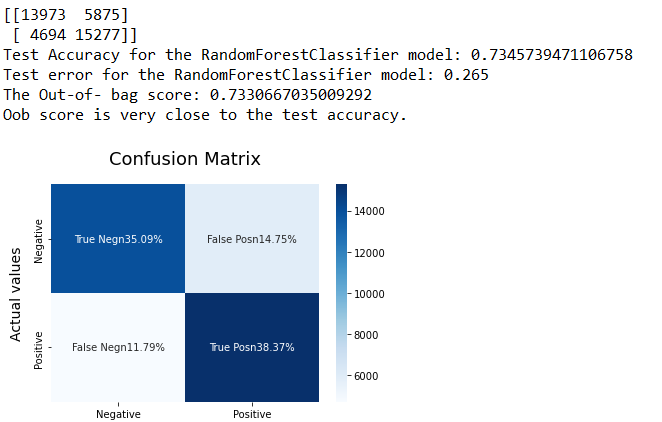 [[13973  5875]
 [ 4694 15277]]
Test Accuracy for the RandomForestClassifier model: 0.7345739471106758
Test error for the RandomForestClassifier model: 0.265
The Out-of- bag score: 0.7330667035009292
Oob score is very close to the test accuracy.
Confusion Matrix
Actual values
Negative
Positive
True Negn35.09%
False Posn14.75%
False Negn11.79%
True Posn38.37%
Negative
Positive
14000
12000
10000
8000
6000